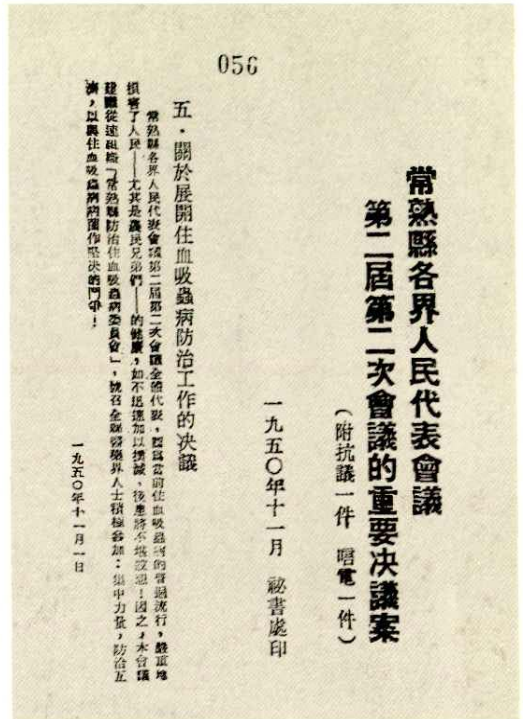 056
常熟縣各界人民代表會議
第二屆第二次會議的重要决議案
(附抗議一件　唁電一件)
一九五〇年十一月　祕書處印
五·關於展開住血吸蟲病防治工作的决議
常熟縣各界人民代表會議第二屆第二次會議全體代表,認爲當前住血吸蟲病的普遍流行,嚴重地
損害了人民——尤其是農民兄弟們——的健康,如不迅速加以撲滅,後患將不堪設想!因之,本會議
建議從速組織「常熟縣防治住血吸蟲病委員會」,號召全縣醫藥界人士積極參加;集中力量,防治互
濟,以與住血吸蟲病病菌作堅决的鬥爭!
一九五〇年十一月一日